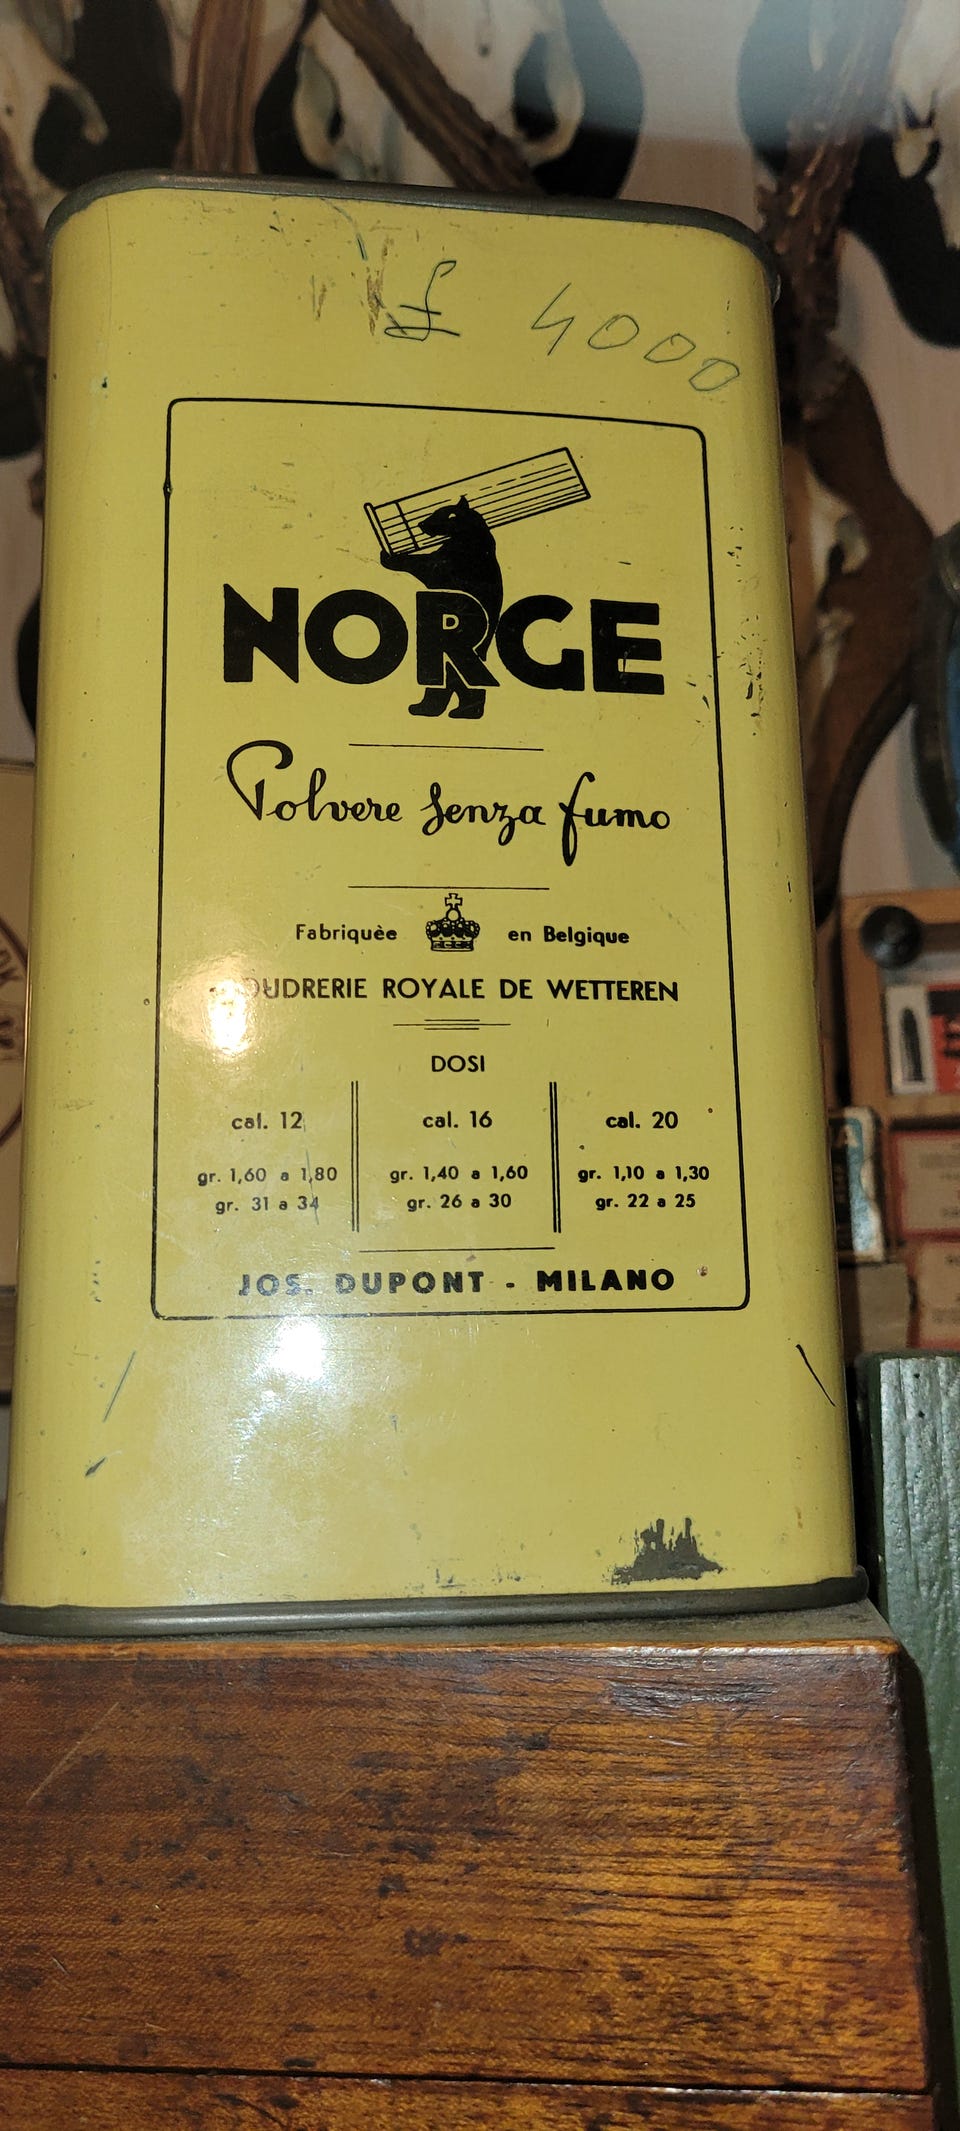 £ 4000
NORGE
Polvere senza fumo
Fabriquèe en Belgique
POUDRERIE ROYALE DE WETTEREN
DOSI
cal. 12 cal. 16 cal. 20
gr. 1,60 a 1,80 gr. 1,40 a 1,60 gr. 1,10 a 1,30
gr. 31 a 34 gr. 26 a 30 gr. 22 a 25
JOS. DUPONT - MILANO